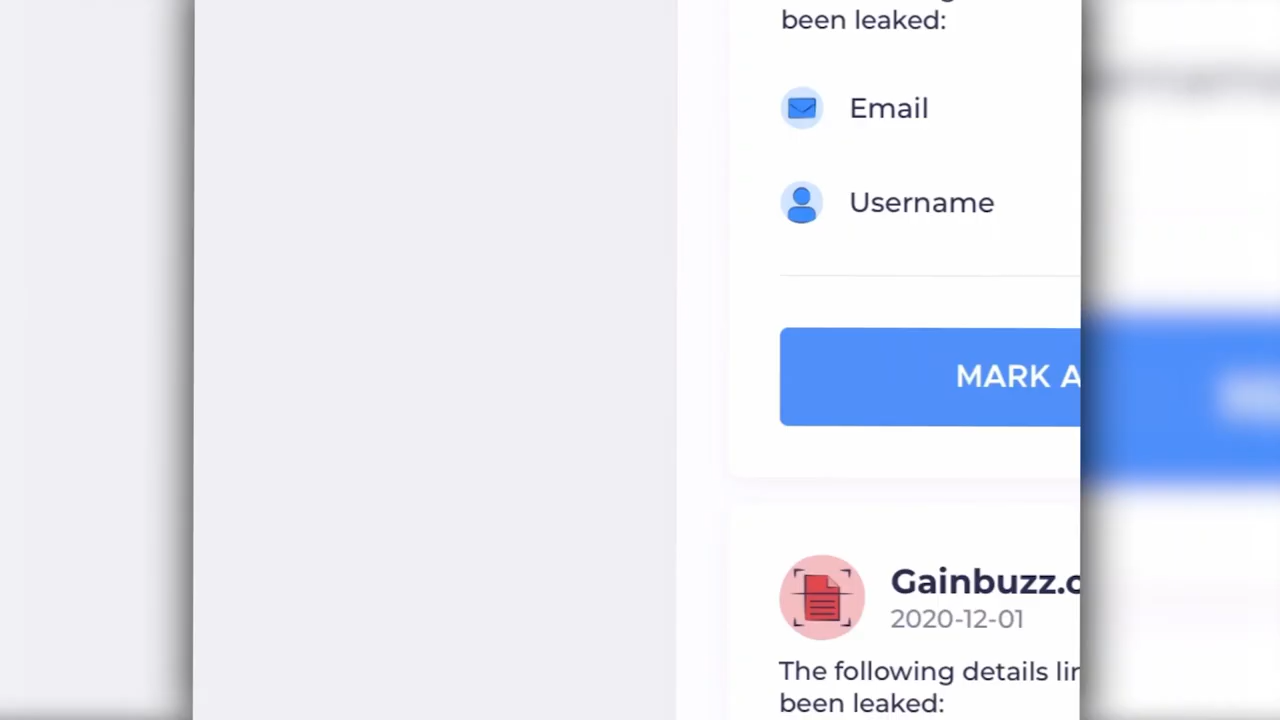 been leaked:
Email
Username
MARK A
Gainbuzz.c
2020-12-01
The following details lin
been leaked: